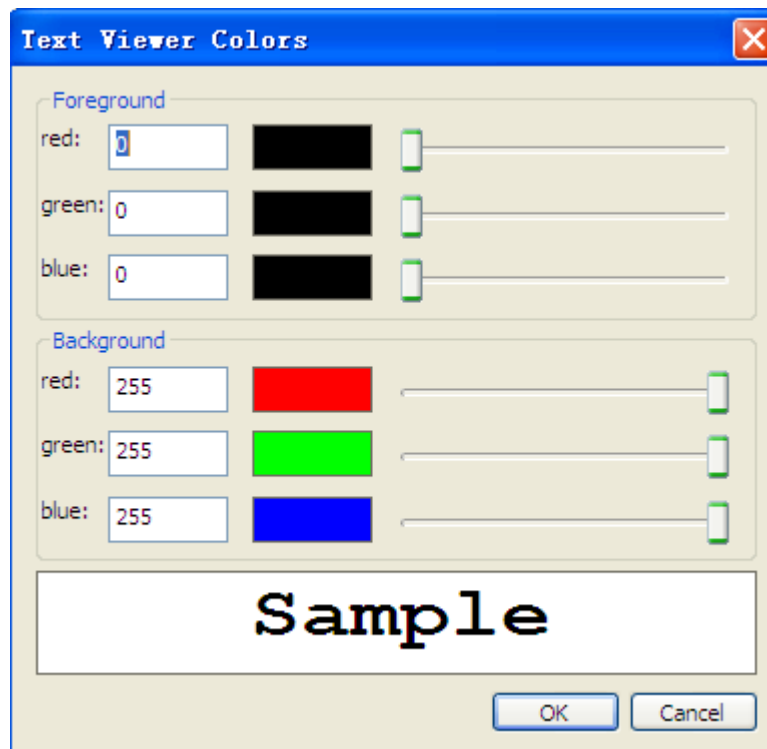 Text Viewer Colors
Foreground
red: 0
green: 0
blue: 0
Background
red: 255
green: 255
blue: 255
Sample
OK Cancel